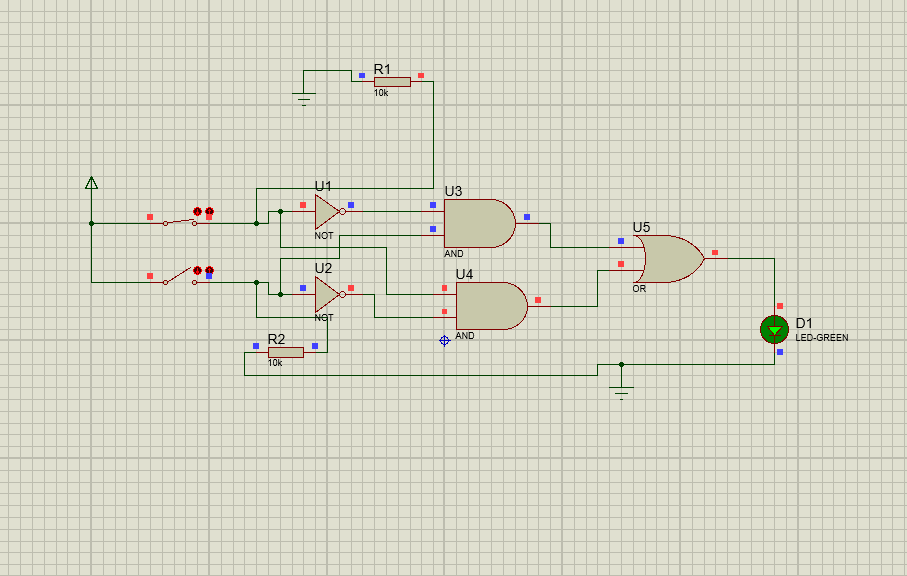 R1
10k
U1
NOT
U3
AND
U5
OR
U2
NOT
U4
AND
D1
LED-GREEN
R2
10k